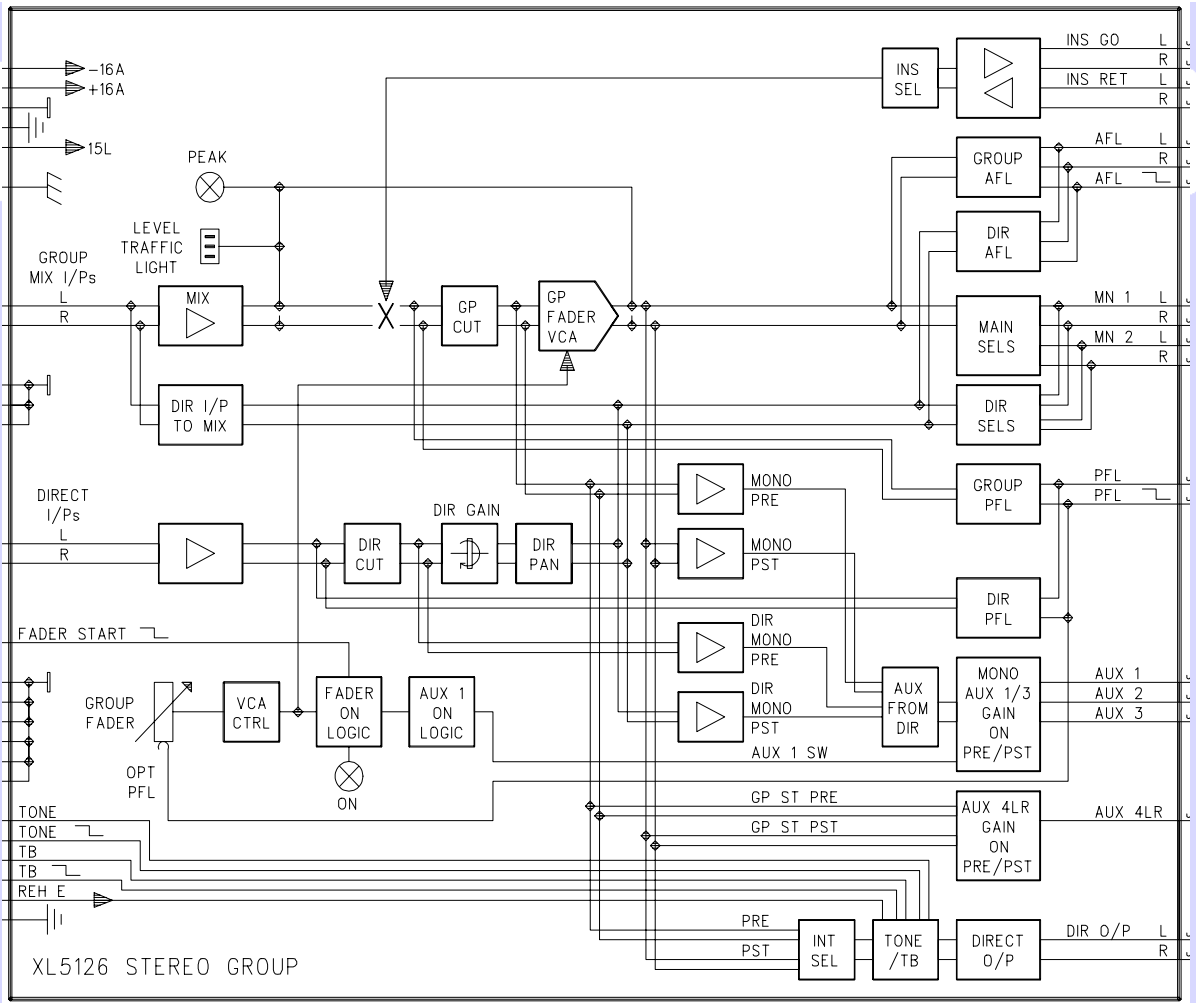 INS GO L
R
INS RET L
R
INS
SEL
-16A
+16A
15L
PEAK
AFL L
R
AFL
GROUP
AFL
DIR
AFL
LEVEL
TRAFFIC
LIGHT
GROUP
MIX I/Ps
L
R
MIX
GP
CUT
GP
FADER
VCA
X
MN 1 L
R
MN 2 L
R
MAIN
SELS
DIR I/P
TO MIX
DIR
SELS
GROUP
PFL
PFL
PFL
MONO
PRE
MONO
PST
DIRECT
I/Ps
L
R
DIR GAIN
DIR
CUT
DIR
PAN
DIR
PFL
FADER START
DIR
MONO
PRE
DIR
MONO
PST
GROUP
FADER
VCA
CTRL
FADER
ON
LOGIC
AUX 1
ON
LOGIC
AUX
FROM
DIR
MONO
AUX 1/3
GAIN
ON
PRE/PST
AUX 1
AUX 2
AUX 3
AUX 1 SW
OPT
PFL
ON
GP ST PRE
GP ST PST
AUX 4LR
GAIN
ON
PRE/PST
AUX 4LR
TONE
TONE
TB
TB
REH E
PRE
PST
INT
SEL
TONE
/TB
DIRECT
O/P
DIR O/P L
R
XL5126 STEREO GROUP